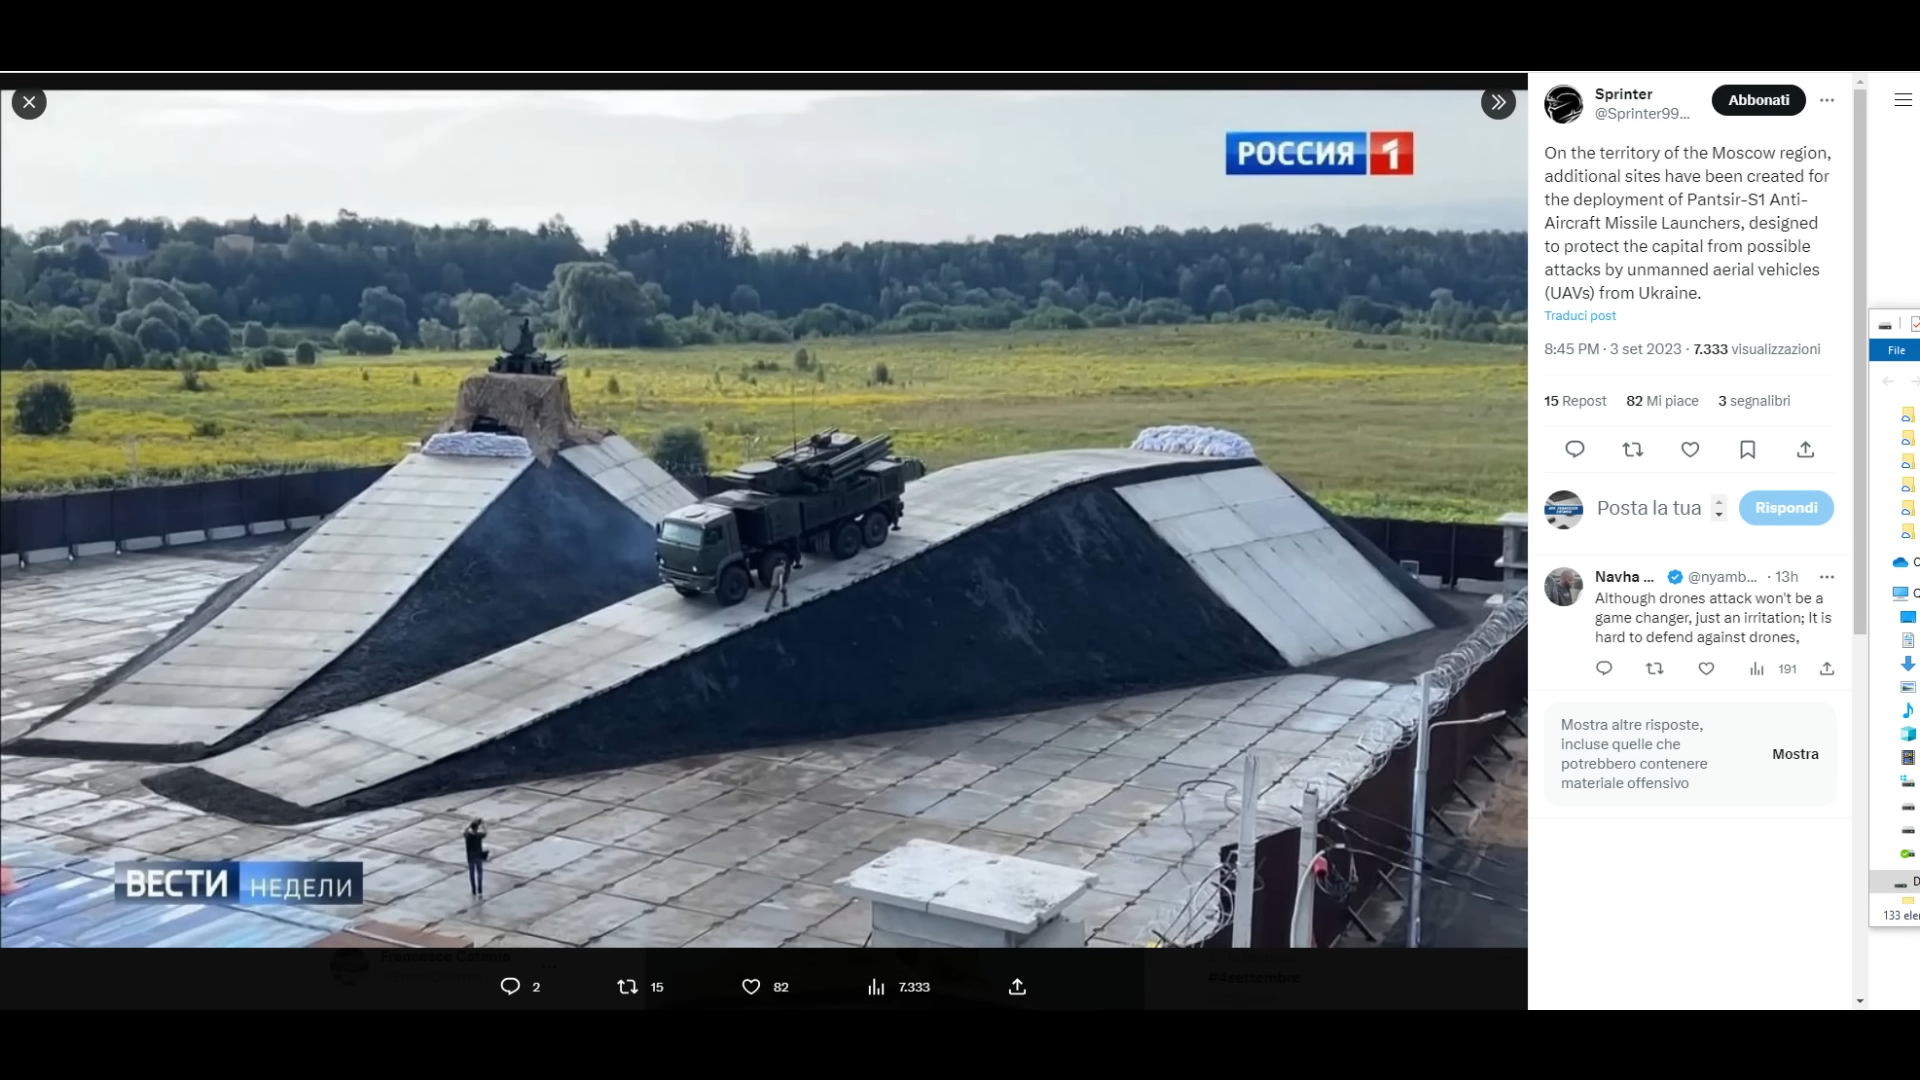 РОССИЯ 1
ВЕСТИ НЕДЕЛИ
Francesco Catania
#4settembre
2
15
82
7.333
Sprinter
@Sprinter99...
Abbonati
On the territory of the Moscow region,
additional sites have been created for
the deployment of Pantsir-S1 Anti-
Aircraft Missile Launchers, designed
to protect the capital from possible
attacks by unmanned aerial vehicles
(UAVs) from Ukraine.
Traduci post
8:45 PM · 3 set 2023 · 7.333 visualizzazioni
15 Repost 82 Mi piace 3 segnalibri
Posta la tua
Rispondi
Navha ... @nyamb... · 13h
Although drones attack won't be a
game changer, just an irritation; It is
hard to defend against drones,
191
Mostra altre risposte,
incluse quelle che
potrebbero contenere
materiale offensivo
Mostra
File
133 ele